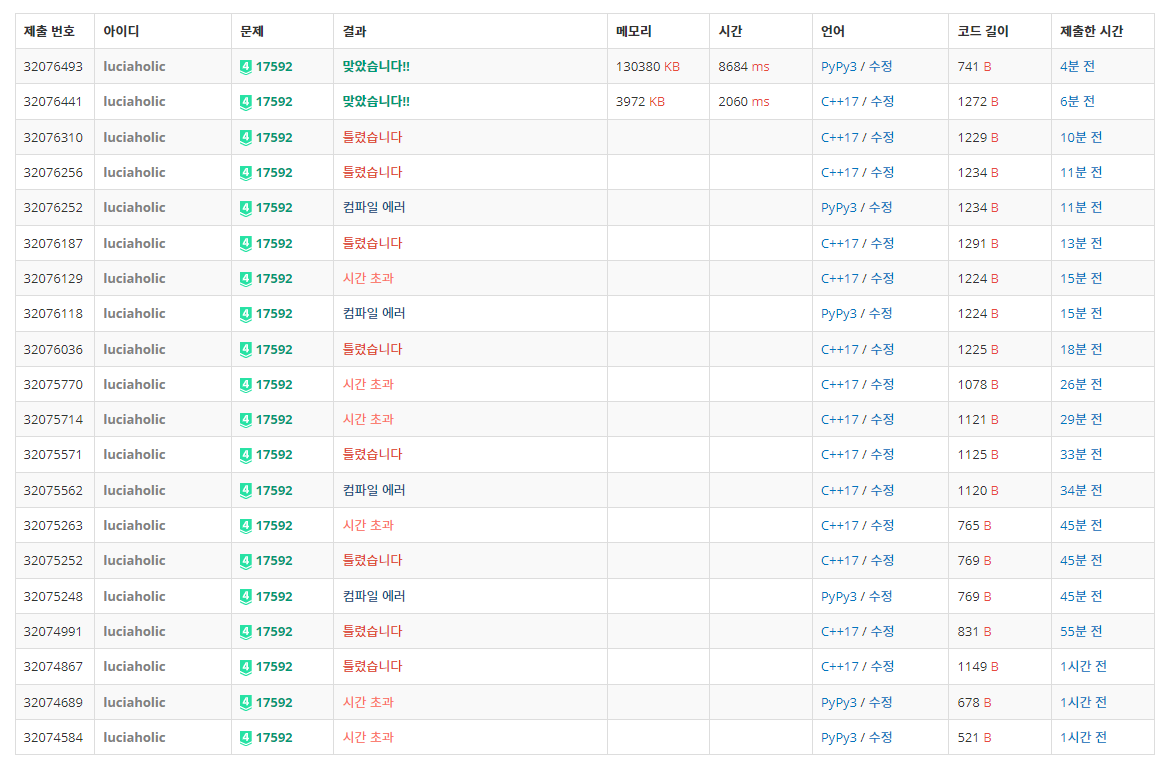 제출 번호 아이디 문제 결과 메모리 시간 언어 코드 길이 제출한 시간
32076493 luciaholic 4 17592 맞았습니다!! 130380 KB 8684 ms PyPy3 / 수정 741 B 4분 전
32076441 luciaholic 4 17592 맞았습니다!! 3972 KB 2060 ms C++17 / 수정 1272 B 6분 전
32076310 luciaholic 4 17592 틀렸습니다 C++17 / 수정 1229 B 10분 전
32076256 luciaholic 4 17592 틀렸습니다 C++17 / 수정 1234 B 11분 전
32076252 luciaholic 4 17592 컴파일 에러 PyPy3 / 수정 1234 B 11분 전
32076187 luciaholic 4 17592 틀렸습니다 C++17 / 수정 1291 B 13분 전
32076129 luciaholic 4 17592 시간 초과 C++17 / 수정 1224 B 15분 전
32076118 luciaholic 4 17592 컴파일 에러 PyPy3 / 수정 1224 B 15분 전
32076036 luciaholic 4 17592 틀렸습니다 C++17 / 수정 1225 B 18분 전
32075770 luciaholic 4 17592 시간 초과 C++17 / 수정 1078 B 26분 전
32075714 luciaholic 4 17592 시간 초과 C++17 / 수정 1121 B 29분 전
32075571 luciaholic 4 17592 틀렸습니다 C++17 / 수정 1125 B 33분 전
32075562 luciaholic 4 17592 컴파일 에러 C++17 / 수정 1120 B 34분 전
32075263 luciaholic 4 17592 시간 초과 C++17 / 수정 765 B 45분 전
32075252 luciaholic 4 17592 틀렸습니다 C++17 / 수정 769 B 45분 전
32075248 luciaholic 4 17592 컴파일 에러 PyPy3 / 수정 769 B 45분 전
32074991 luciaholic 4 17592 틀렸습니다 C++17 / 수정 831 B 55분 전
32074867 luciaholic 4 17592 틀렸습니다 C++17 / 수정 1149 B 1시간 전
32074689 luciaholic 4 17592 시간 초과 PyPy3 / 수정 678 B 1시간 전
32074584 luciaholic 4 17592 시간 초과 PyPy3 / 수정 521 B 1시간 전